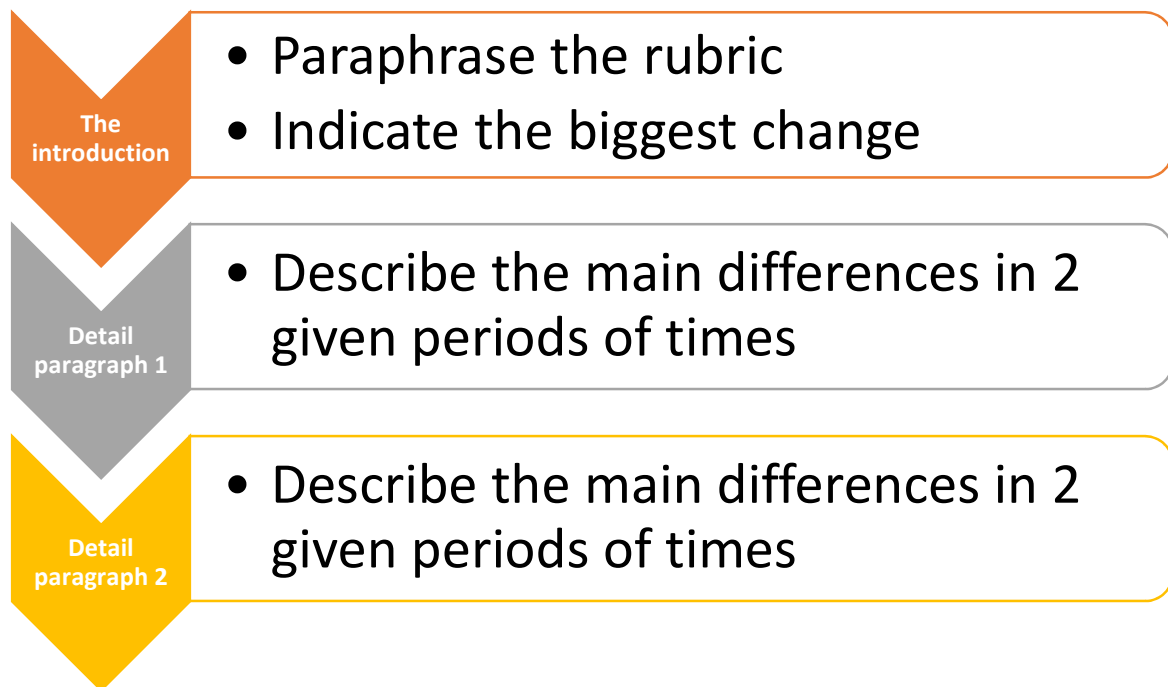 The
introduction
• Paraphrase the rubric
• Indicate the biggest change
Detail
paragraph 1
• Describe the main differences in 2
given periods of times
Detail
paragraph 2
• Describe the main differences in 2
given periods of times